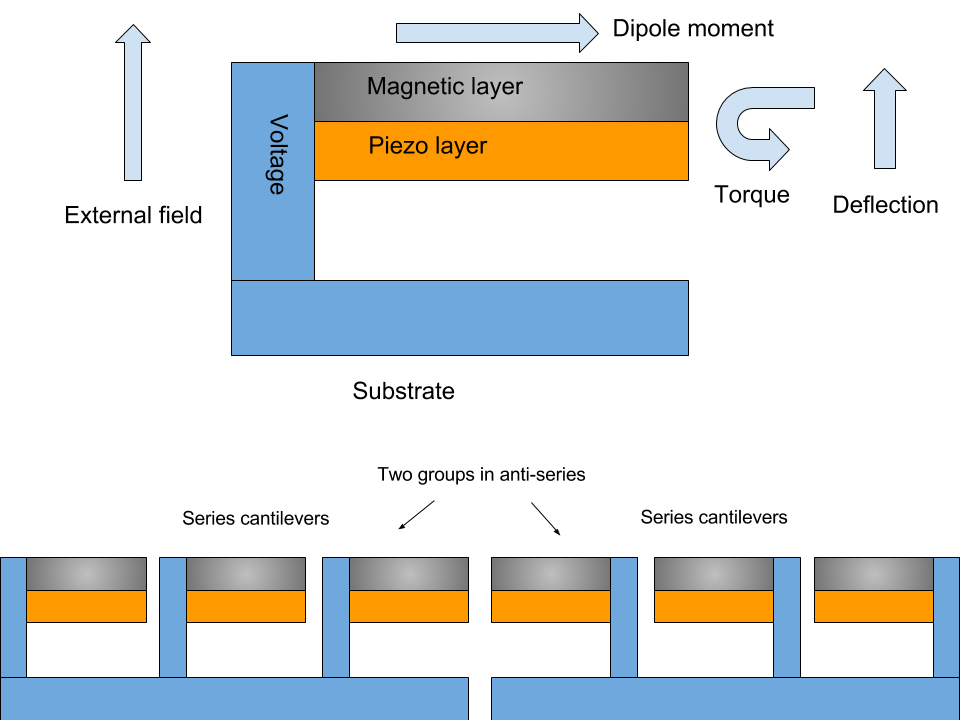 Dipole moment
Magnetic layer
Voltage
Piezo layer
Torque
Deflection
External field
Substrate
Two groups in anti-series
Series cantilevers
Series cantilevers